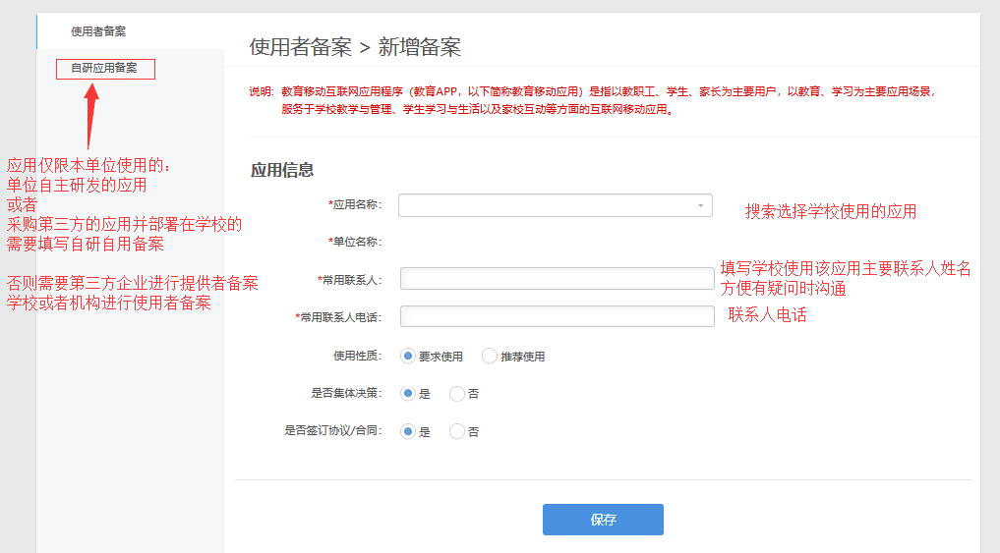 使用者备案
自研应用备案
应用仅限本单位使用的：
单位自主研发的应用
或者
采购第三方的应用并部署在学校的
需要填写自研自用备案
否则需要第三方企业进行提供者备案
学校或者机构进行使用者备案
使用者备案 > 新增备案
说明：教育移动互联网应用程序（教育APP，以下简称教育移动应用）是指以教职工、学生、家长为主要用户，以教育、学习为主要应用场景，
服务于学校教学与管理、学生学习与生活以及家校互动等方面的互联网移动应用。
应用信息
*应用名称：
搜索选择学校使用的应用
*单位名称：
*常用联系人：
填写学校使用该应用主要联系人姓名
方便有疑问时沟通
*常用联系人电话：
联系人电话
使用性质： 要求使用 推荐使用
是否集体决策： 是 否
是否签订协议/合同： 是 否
保存